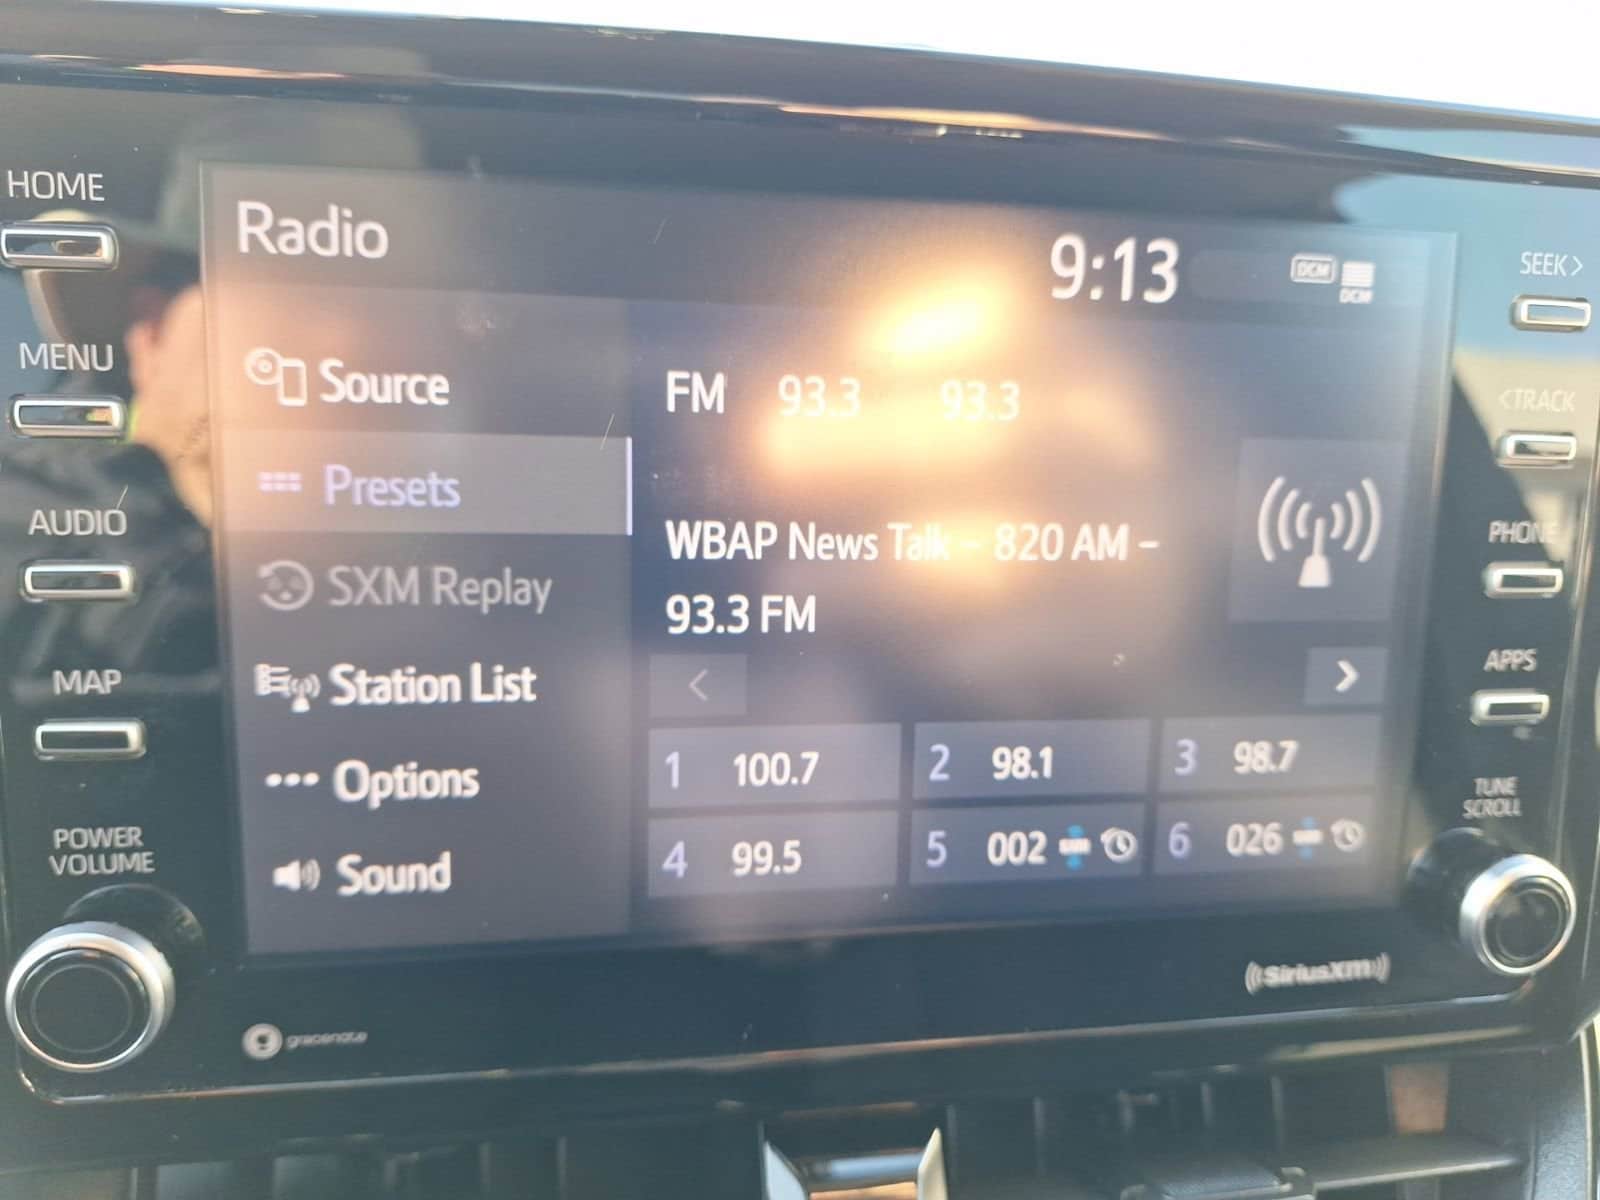 HOME
MENU
AUDIO
MAP
POWER
VOLUME
Radio
9:13
DCM
DCM
Source
Presets
SXM Replay
Station List
Options
Sound
FM 93.3 93.3
WBAP News Talk - 820 AM -
93.3 FM
<
>
1 100.7
2 98.1
3 98.7
4 99.5
5 002
6 026
SEEK>
<TRACK
PHONE
APPS
TUNE
SCROLL
gracenote
SiriusXM